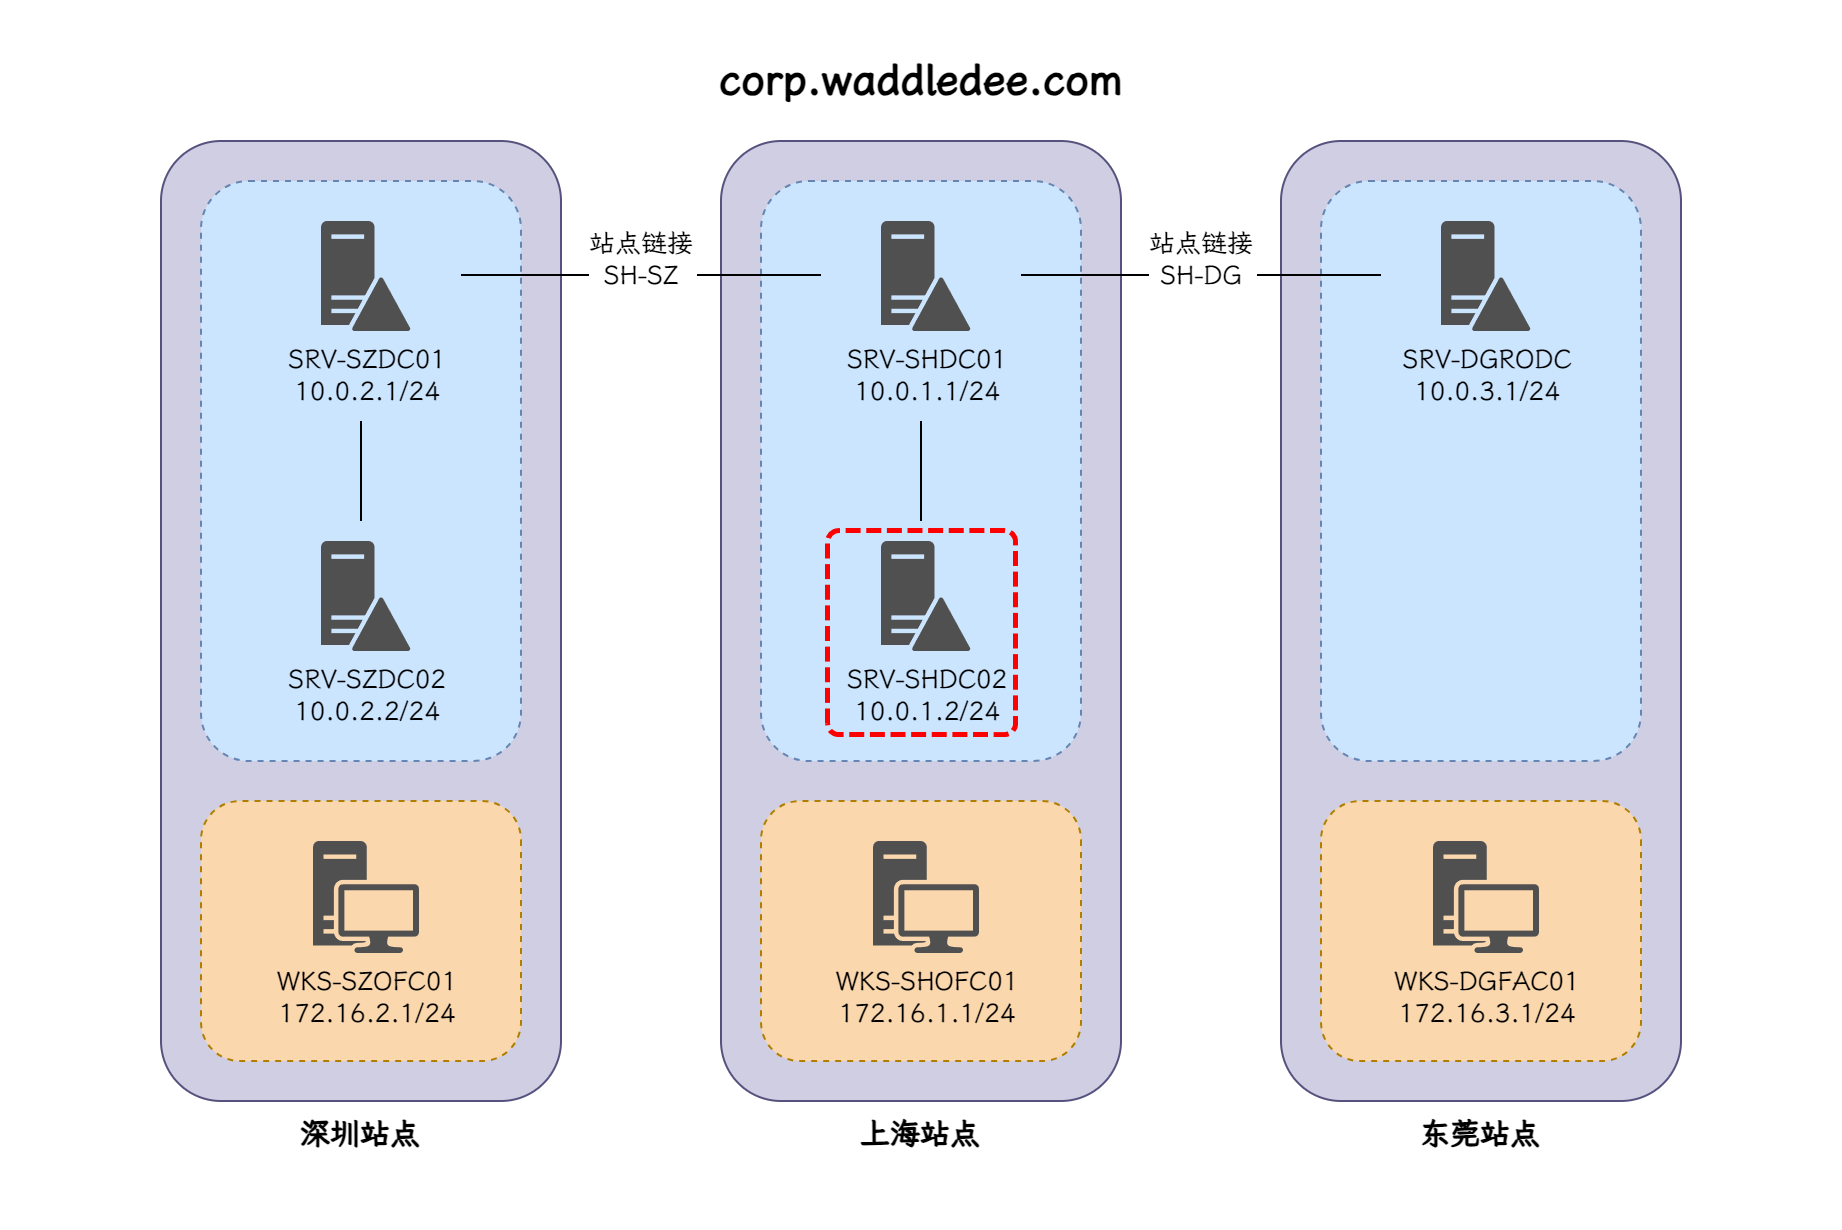 corp.waddledee.com
站点链接
SH-SZ
站点链接
SH-DG
SRV-SZDC01
10.0.2.1/24
SRV-SHDC01
10.0.1.1/24
SRV-DGRODC
10.0.3.1/24
SRV-SZDC02
10.0.2.2/24
SRV-SHDC02
10.0.1.2/24
WKS-SZOFC01
172.16.2.1/24
WKS-SHOFC01
172.16.1.1/24
WKS-DGFAC01
172.16.3.1/24
深圳站点
上海站点
东莞站点